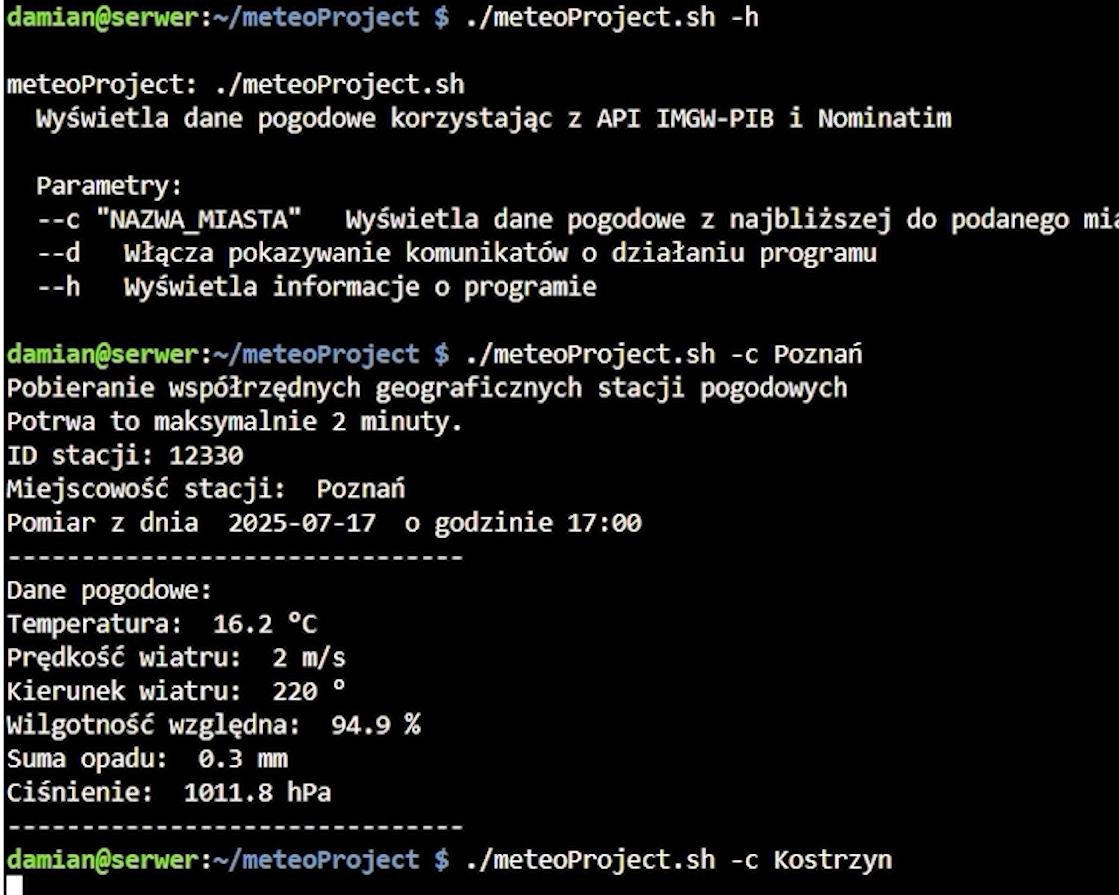 damian@serwer:~/meteoProject $ ./meteoProject.sh -h
meteoProject: ./meteoProject.sh
Wyświetla dane pogodowe korzystając z API IMGW-PIB i Nominatim
Parametry:
--c "NAZWA_MIASTA" Wyświetla dane pogodowe z najbliższej do podanego
--d Włącza pokazywanie komunikatów o działaniu programu
--h Wyświetla informacje o programie
damian@serwer:~/meteoProject $ ./meteoProject.sh -c Poznań
Pobieranie współrzędnych geograficznych stacji pogodowych
Potrwa to maksymalnie 2 minuty.
ID stacji: 12330
Miejscowość stacji: Poznań
Pomiar z dnia 2025-07-17 o godzinie 17:00
-------------------------------
Dane pogodowe:
Temperatura: 16.2 °C
Prędkość wiatru: 2 m/s
Kierunek wiatru: 220 °
Wilgotność względna: 94.9 %
Suma opadu: 0.3 mm
Ciśnienie: 1011.8 hPa
-------------------------------
damian@serwer:~/meteoProject $ ./meteoProject.sh -c Kostrzyn